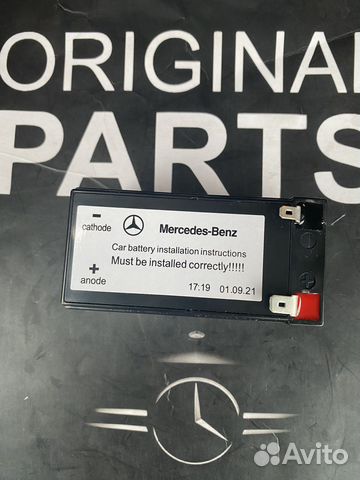 ORIGINAL
PARTS
- Mercedes-Benz
cathode
Car battery installation instructions
Must be installed correctly!!!!!
+
anode
17:19 01.09.21
Avito